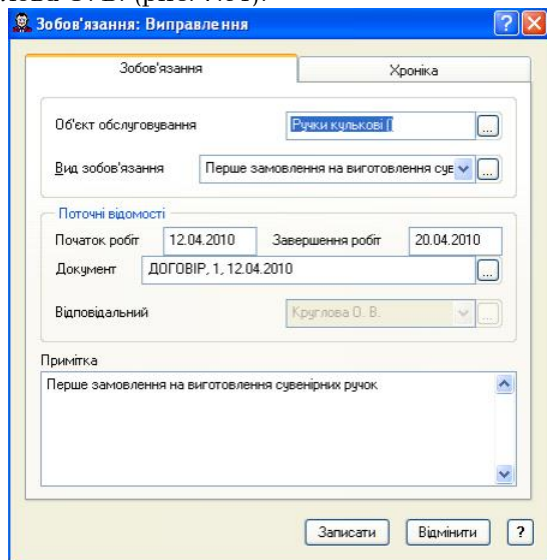 Зобов'язання: Виправлення
Зобов'язання
Хроніка
Об'єкт обслуговування
Ручки кулькові []
...
Вид зобов'язання
Перше замовлення на виготовлення сув
...
Поточні відомості
Початок робіт 12.04.2010 Завершення робіт 20.04.2010
Документ ДОГОВІР, 1, 12.04.2010 ...
Відповідальний Круглова О. В. ...
Примітка
Перше замовлення на виготовлення сувенірних ручок
Записати Відмінити ?